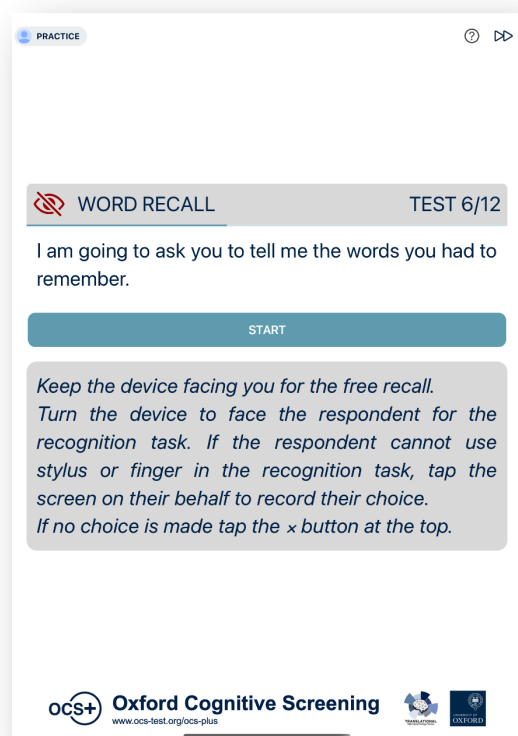 PRACTICE
WORD RECALL TEST 6/12
I am going to ask you to tell me the words you had to
remember.
START
Keep the device facing you for the free recall.
Turn the device to face the respondent for the
recognition task. If the respondent cannot use
stylus or finger in the recognition task, tap the
screen on their behalf to record their choice.
If no choice is made tap the × button at the top.
OCS+ Oxford Cognitive Screening
www.ocs-test.org/ocs-plus
TRANSLATIONAL
UNIVERSITY OF
OXFORD